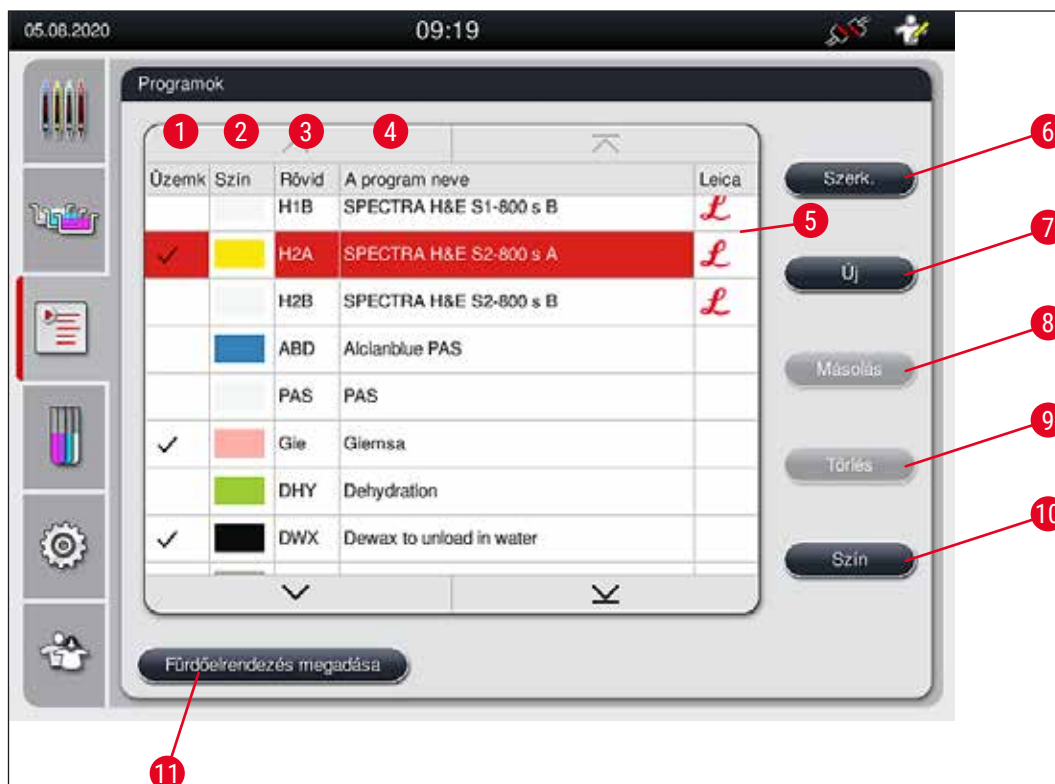 05.08.2020 09:19
Programok
1 2 3 4
Üzemk Szín Rövid A program neve Leica
H1B SPECTRA H&E S1-800 s B
H2A SPECTRA H&E S2-800 s A
H2B SPECTRA H&E S2-800 s B
ABD Alcianblue PAS
PAS PAS
Gie Giemsa
DHY Dehydration
DWX Dewax to unload in water
5
6
Szerk.
7
Új
8
Másolás
9
Törlés
10
Szín
Fürdőelrendezés megadása
11